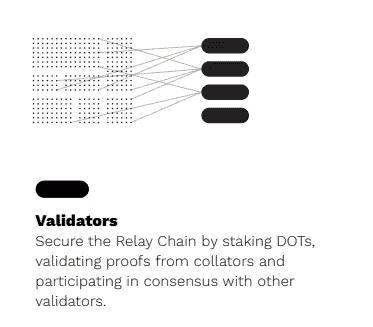 Validators
Secure the Relay Chain by staking DOTs,
validating proofs from collators and
participating in consensus with other
validators.